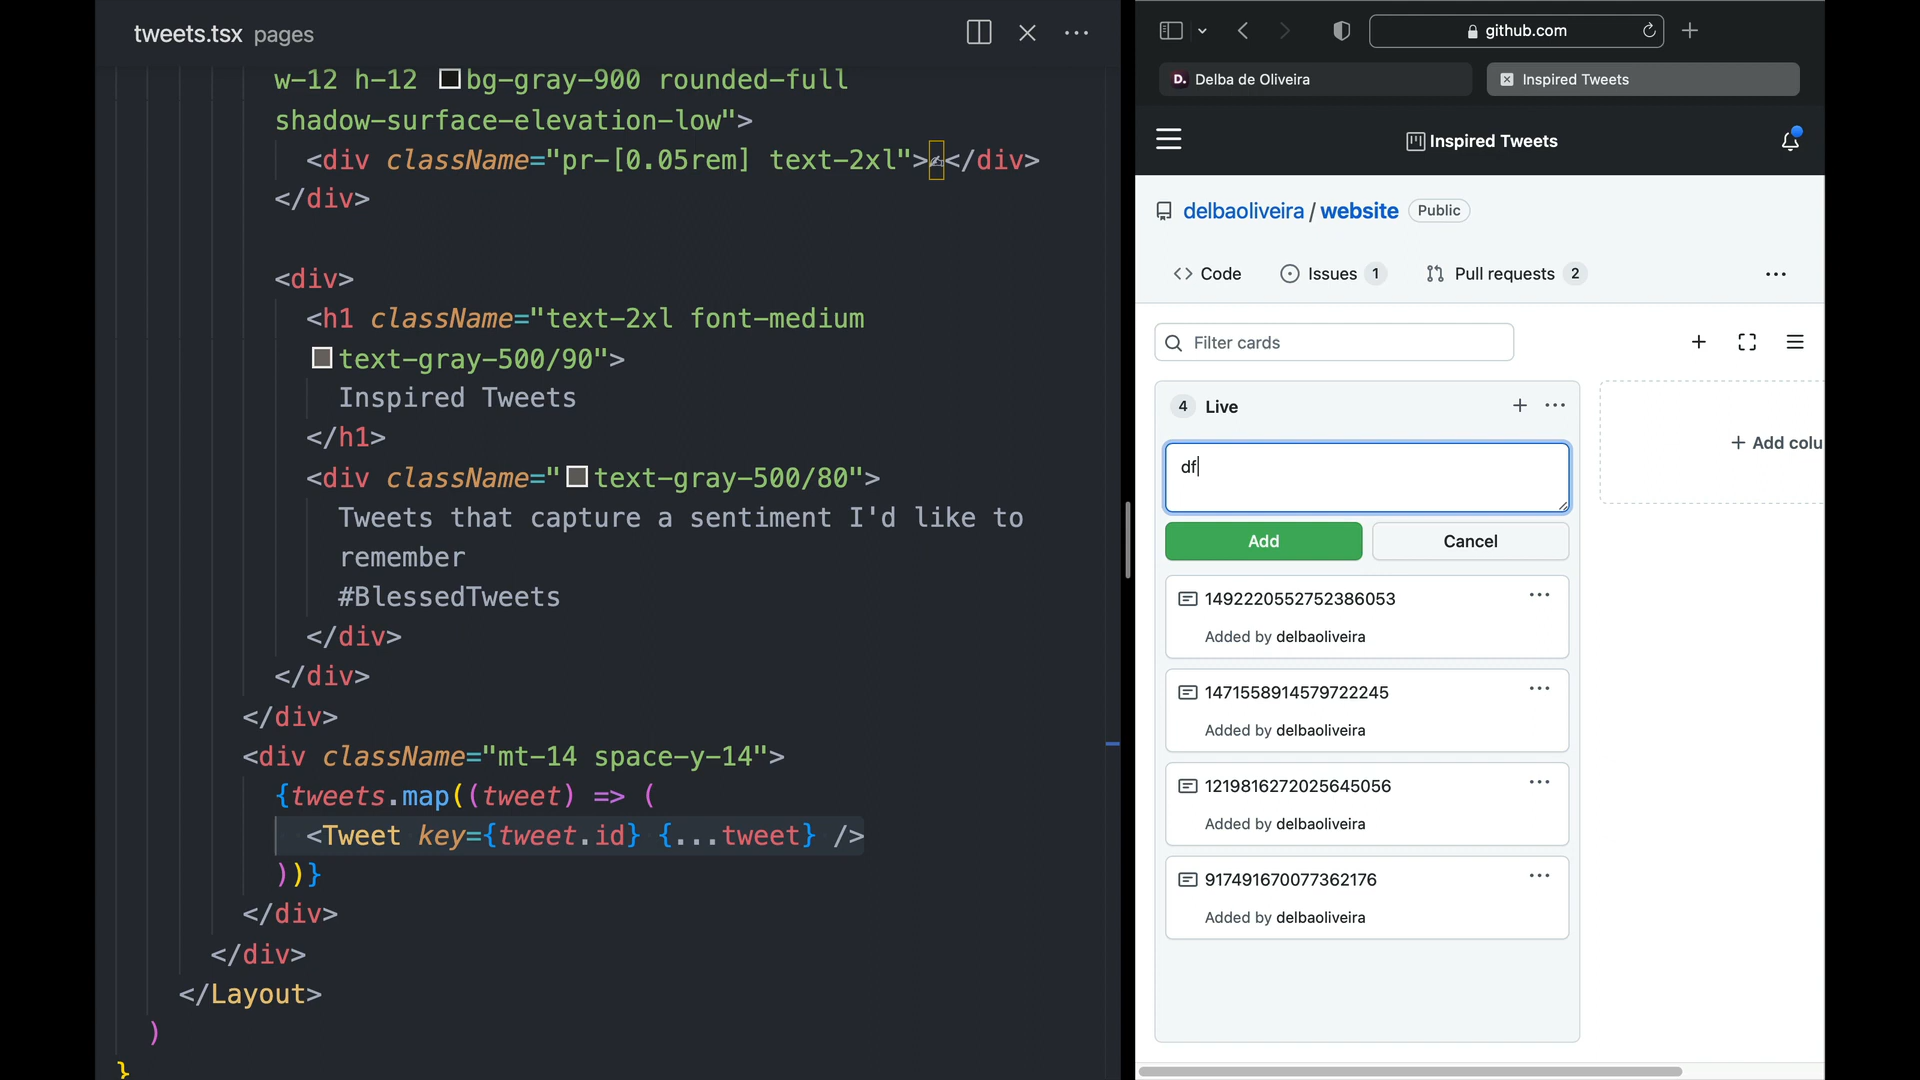 tweets.tsx pages
w-12 h-12 bg-gray-900 rounded-full
shadow-surface-elevation-low">
<div className="pr-[0.05rem] text-2xl">✍</div>
</div>
<div>
<h1 className="text-2xl font-medium
text-gray-500/90">
Inspired Tweets
</h1>
<div className="text-gray-500/80">
Tweets that capture a sentiment I'd like to
remember
#BlessedTweets
</div>
</div>
</div>
<div className="mt-14 space-y-14">
{tweets.map((tweet) => (
<Tweet key={tweet.id} {...tweet} />
))}
</div>
</div>
</Layout>
)
}
github.com
D. Delba de Oliveira
Inspired Tweets
Inspired Tweets
delbaoliveira / website Public
Code
Issues 1
Pull requests 2
Filter cards
4 Live
+ Add colu
df
Add
Cancel
1492220552752386053
Added by delbaoliveira
1471558914579722245
Added by delbaoliveira
1219816272025645056
Added by delbaoliveira
917491670077362176
Added by delbaoliveira